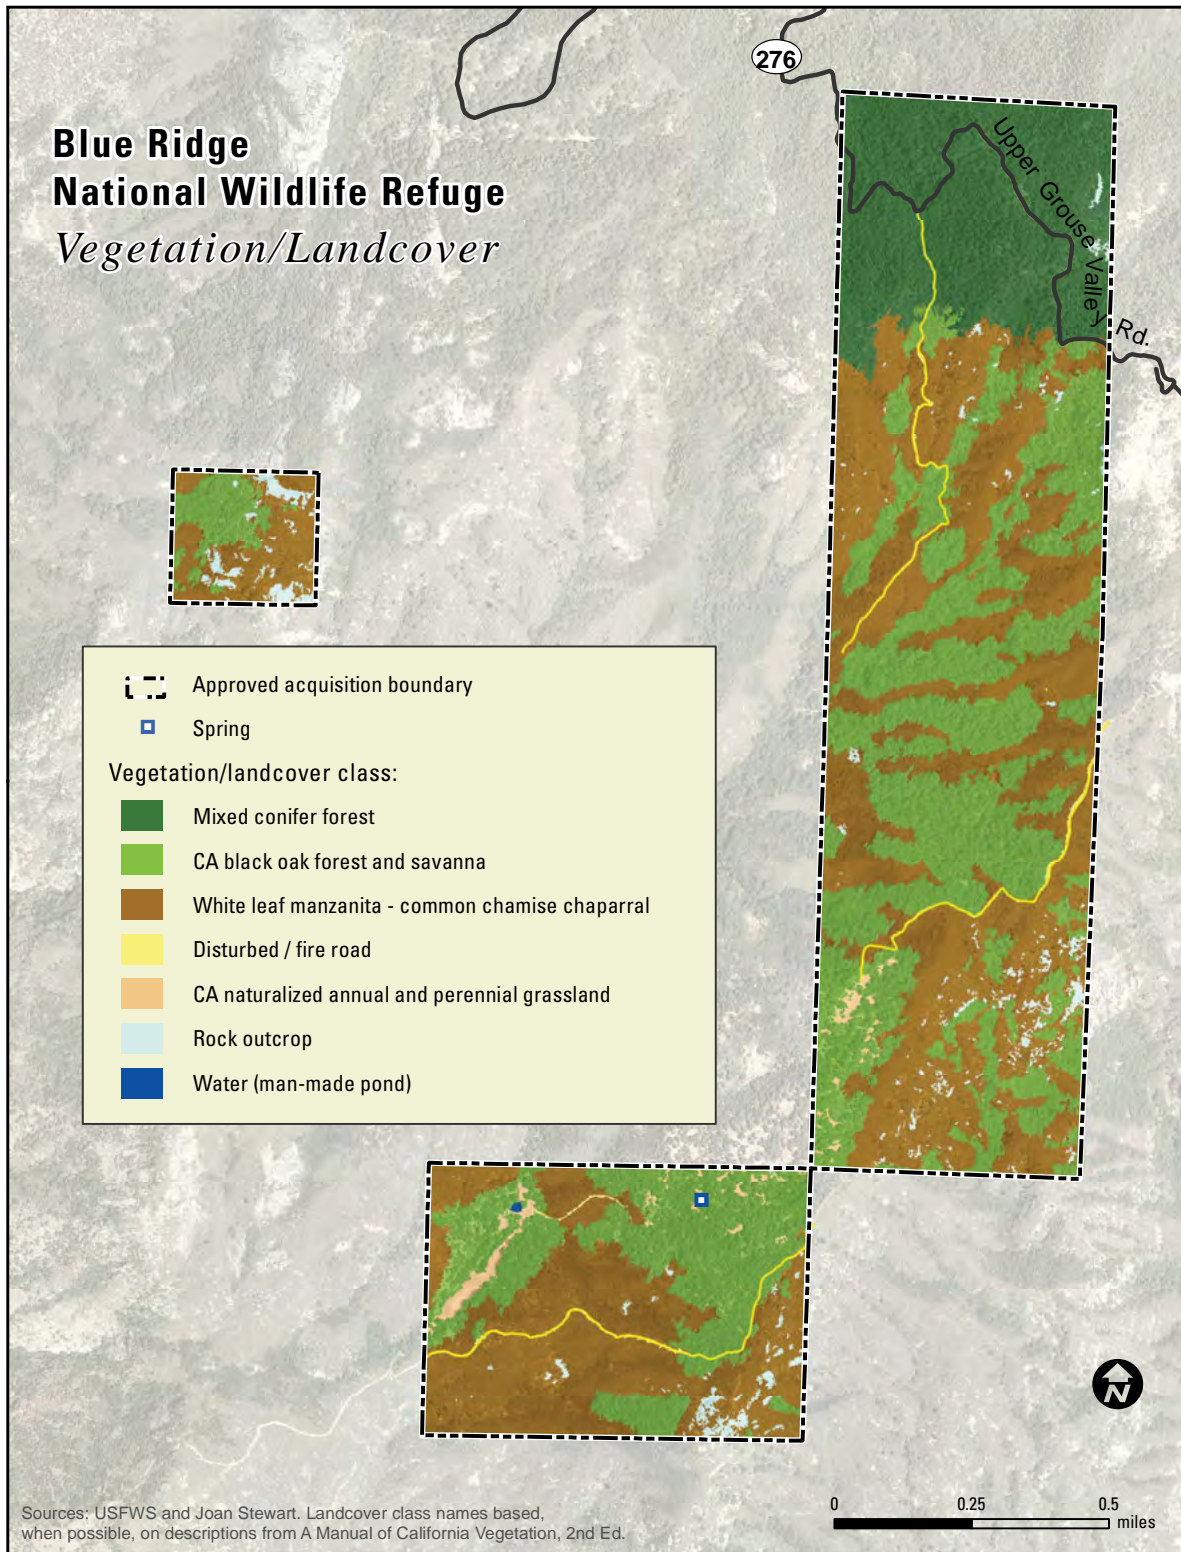 276
Blue Ridge
National Wildlife Refuge
Vegetation/Landcover
Upper Grouse Valley Rd.
Approved acquisition boundary
Spring
Vegetation/landcover class:
Mixed conifer forest
CA black oak forest and savanna
White leaf manzanita - common chamise chaparral
Disturbed / fire road
CA naturalized annual and perennial grassland
Rock outcrop
Water (man-made pond)
N
0 0.25 0.5
miles
Sources: USFWS and Joan Stewart. Landcover class names based,
when possible, on descriptions from A Manual of California Vegetation, 2nd Ed.